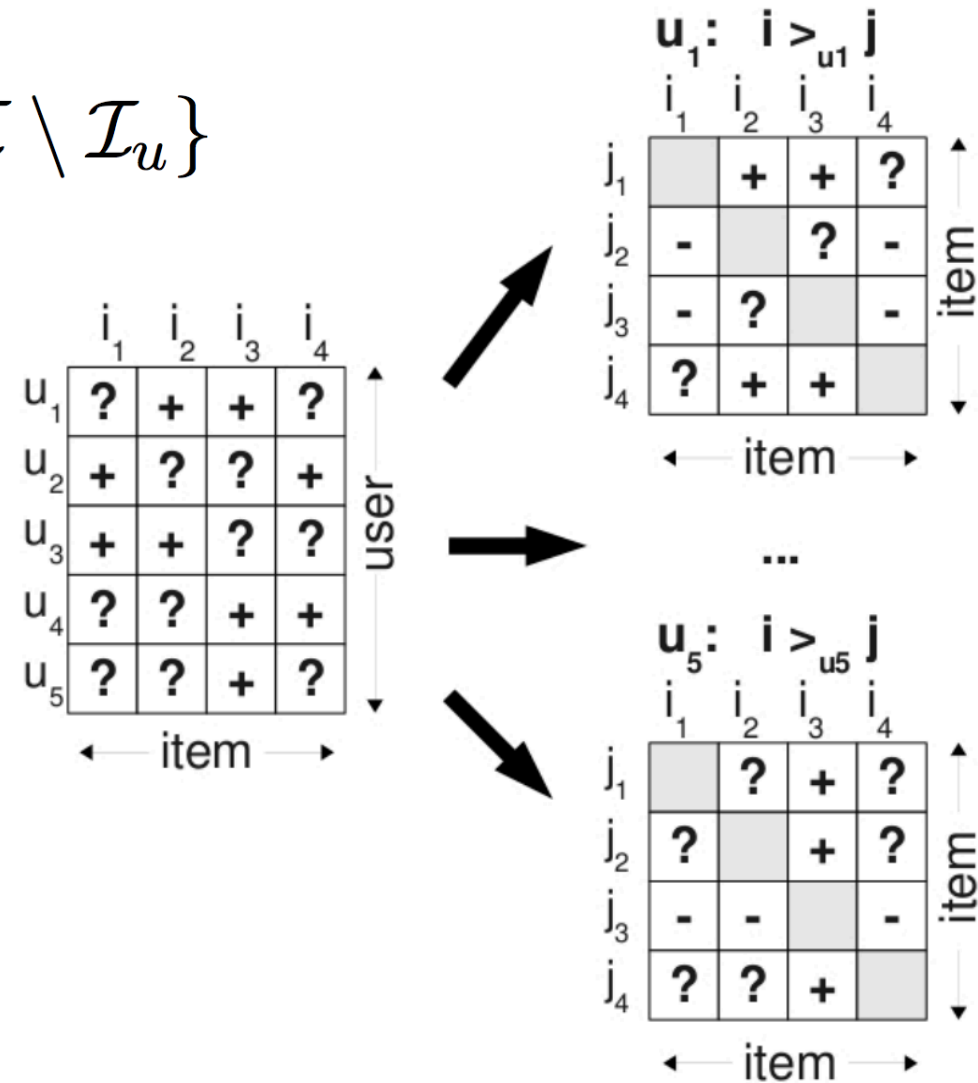 \ 𝓘ᵤ}
i₁ i₂ i₃ i₄
u₁ ? + + ?
u₂ + ? ? +
u₃ + + ? ?
u₄ ? ? + +
u₅ ? ? + ?
item
user
u₁: i >ᵤ₁ j
i₁ i₂ i₃ i₄
j₁ + + ?
j₂ - ? -
j₃ - ? -
j₄ ? + +
item
item
...
u₅: i >ᵤ₅ j
i₁ i₂ i₃ i₄
j₁ ? + ?
j₂ ? + ?
j₃ - - -
j₄ ? ? +
item
item